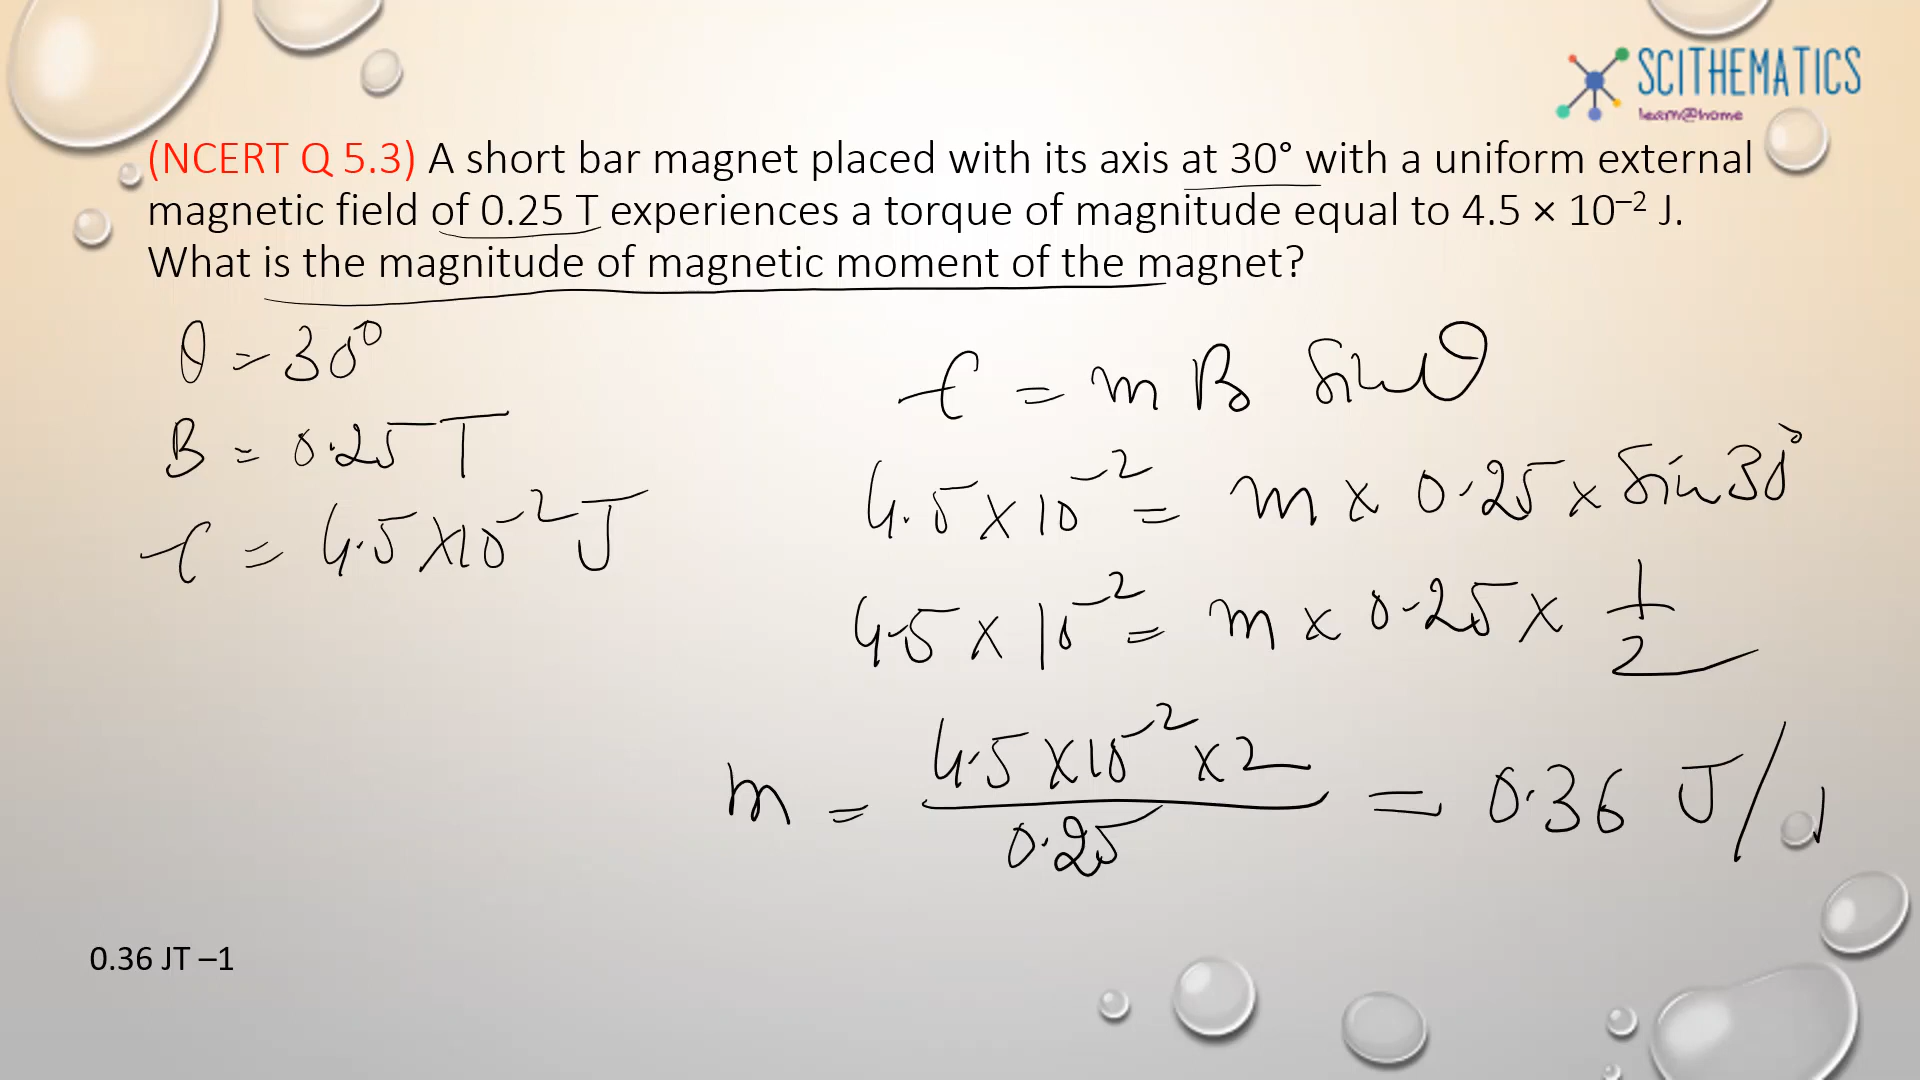 SCITHEMATICS
learn@home
(NCERT Q 5.3) A short bar magnet placed with its axis at 30° with a uniform external
magnetic field of 0.25 T experiences a torque of magnitude equal to 4.5 × 10⁻² J.
What is the magnitude of magnetic moment of the magnet?
θ = 30°
B = 0.25 T
τ = 4.5 × 10⁻² J
τ = m B sin θ
4.5 × 10⁻² = m × 0.25 × sin 30°
4.5 × 10⁻² = m × 0.25 × 1/2
m = 4.5 × 10⁻² × 2 / 0.25 = 0.36 J/
0.36 JT –1